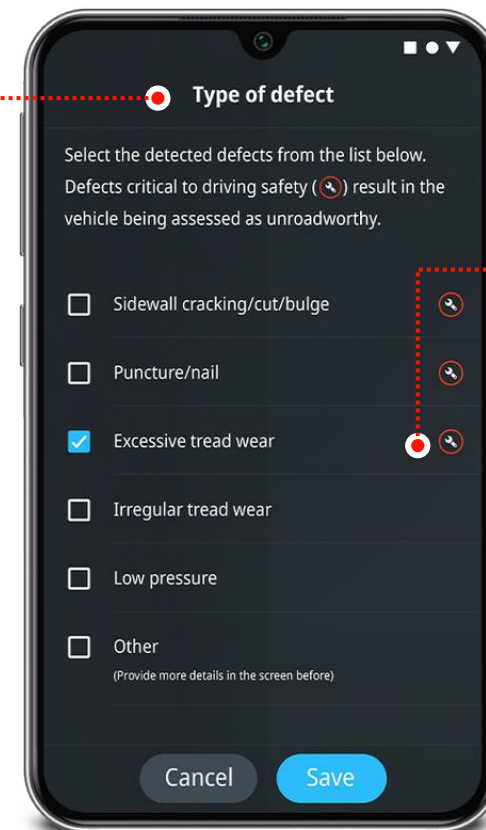 Type of defect
Select the detected defects from the list below.
Defects critical to driving safety ( ) result in the
vehicle being assessed as unroadworthy.
Sidewall cracking/cut/bulge
Puncture/nail
Excessive tread wear
Irregular tread wear
Low pressure
Other
(Provide more details in the screen before)
Cancel Save